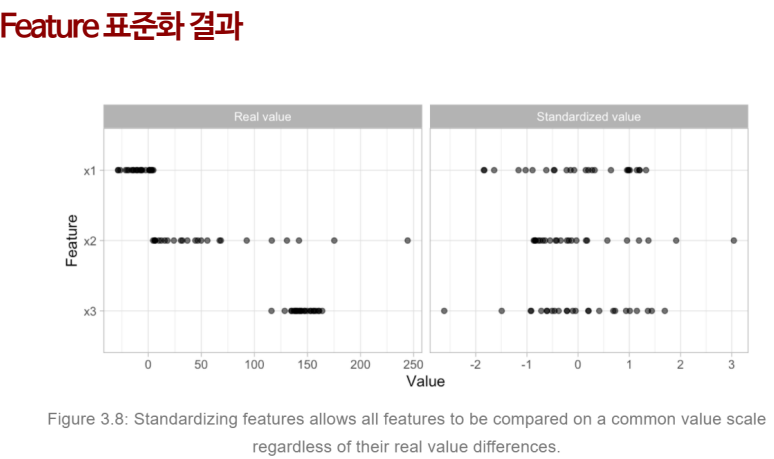 Feature 표준화 결과
Real value
Standardized value
x1
x2
x3
Feature
0 50 100 150 200 250
-2 -1 0 1 2 3
Value
Figure 3.8: Standardizing features allows all features to be compared on a common value scale
regardless of their real value differences.